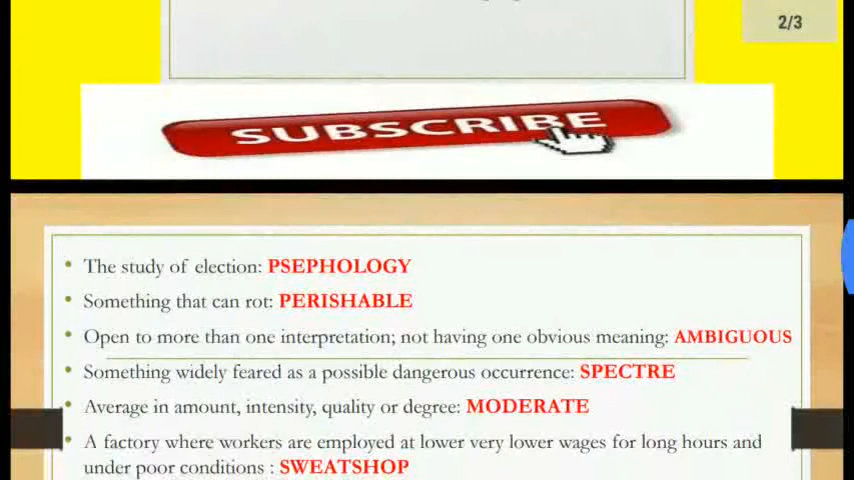 2/3
SUBSCRIBE
The study of election: PSEPHOLOGY
Something that can rot: PERISHABLE
Open to more than one interpretation; not having one obvious meaning: AMBIGUOUS
Something widely feared as a possible dangerous occurrence: SPECTRE
Average in amount, intensity, quality or degree: MODERATE
A factory where workers are employed at lower very lower wages for long hours and
under poor conditions : SWEATSHOP